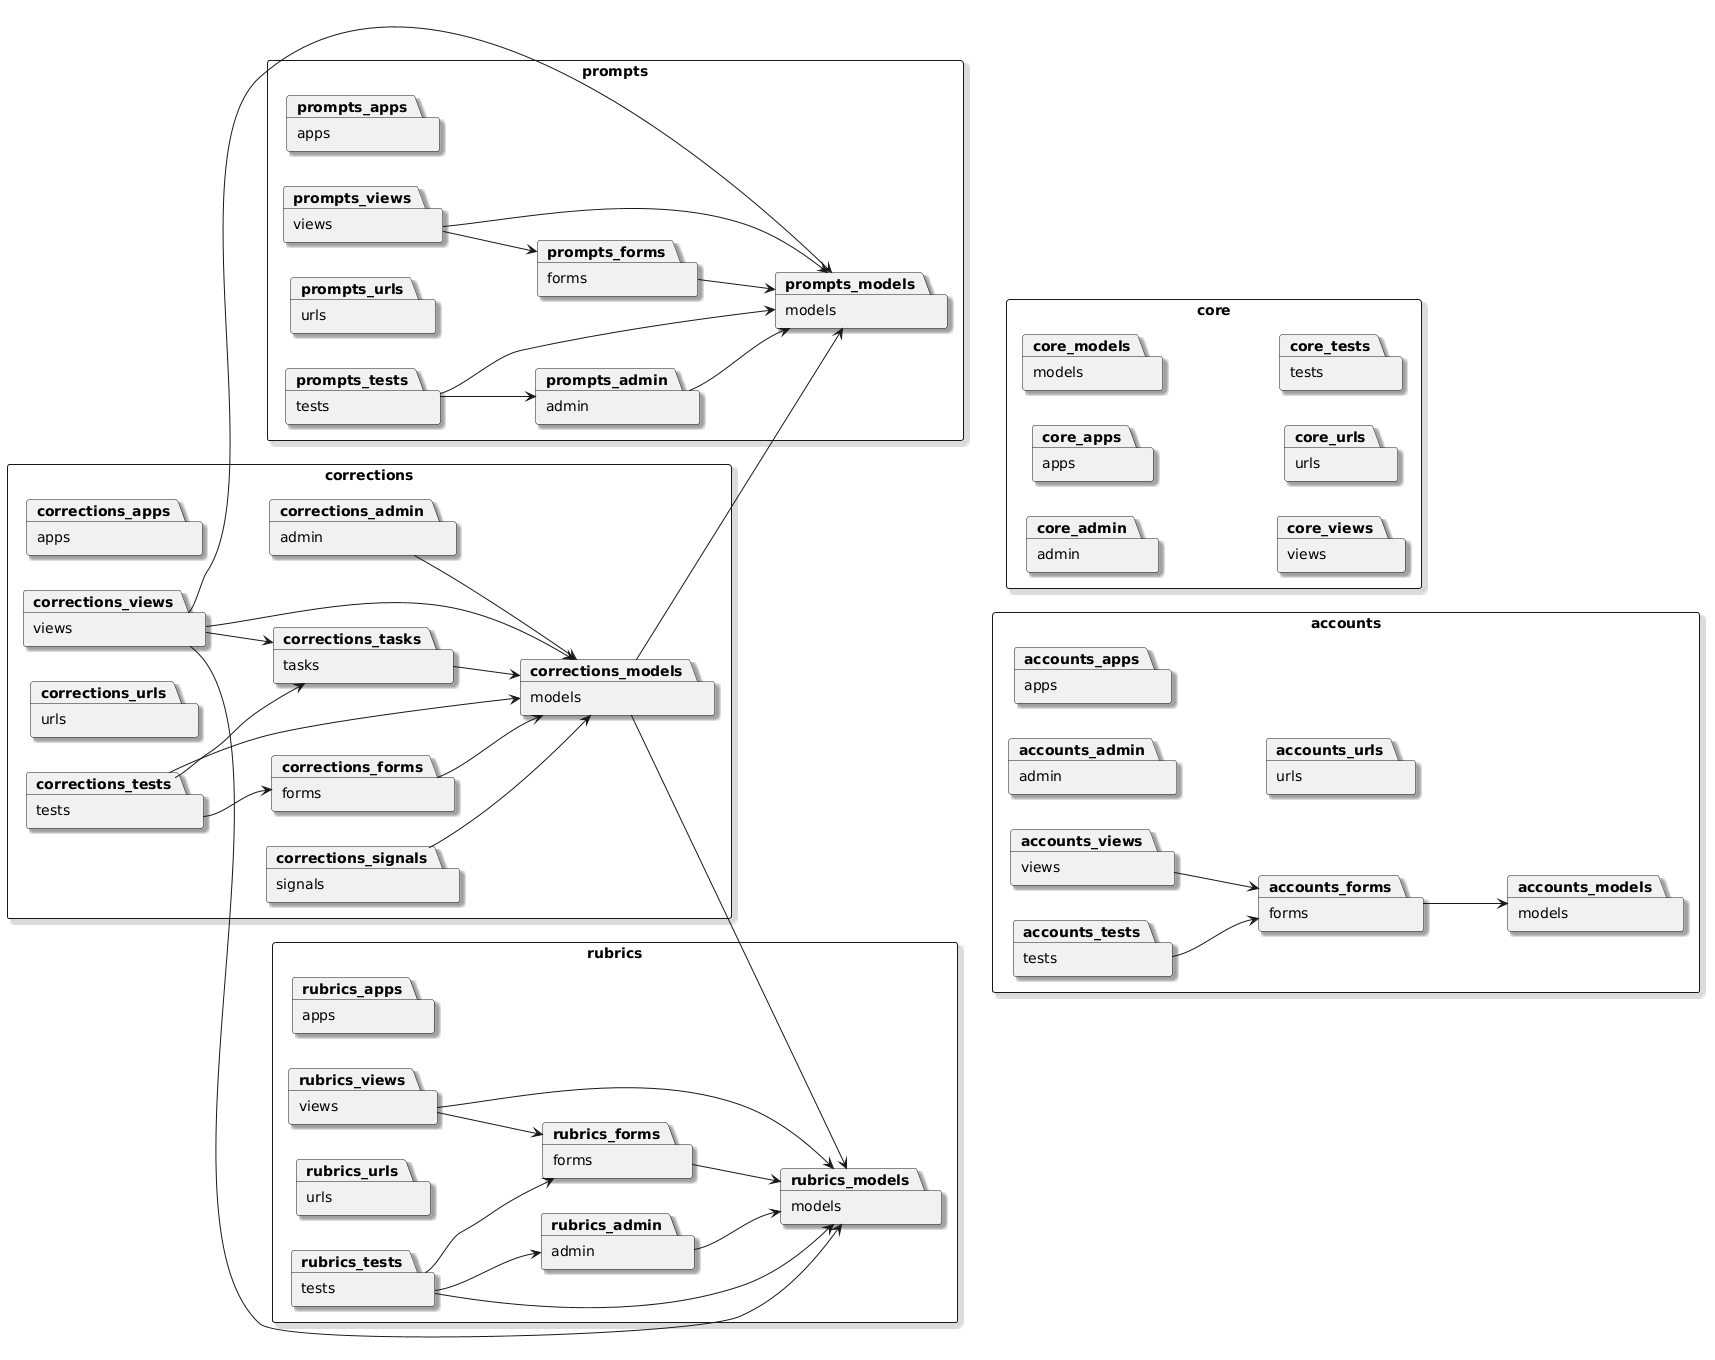 prompts
prompts_apps
apps
prompts_views
views
prompts_forms
forms
prompts_urls
urls
prompts_models
models
prompts_tests
tests
prompts_admin
admin
corrections
corrections_apps
apps
corrections_admin
admin
corrections_views
views
corrections_tasks
tasks
corrections_models
models
corrections_urls
urls
corrections_tests
tests
corrections_forms
forms
corrections_signals
signals
rubrics
rubrics_apps
apps
rubrics_views
views
rubrics_forms
forms
rubrics_urls
urls
rubrics_models
models
rubrics_tests
tests
rubrics_admin
admin
core
core_models
models
core_tests
tests
core_apps
apps
core_urls
urls
core_admin
admin
core_views
views
accounts
accounts_apps
apps
accounts_admin
admin
accounts_urls
urls
accounts_views
views
accounts_forms
forms
accounts_models
models
accounts_tests
tests